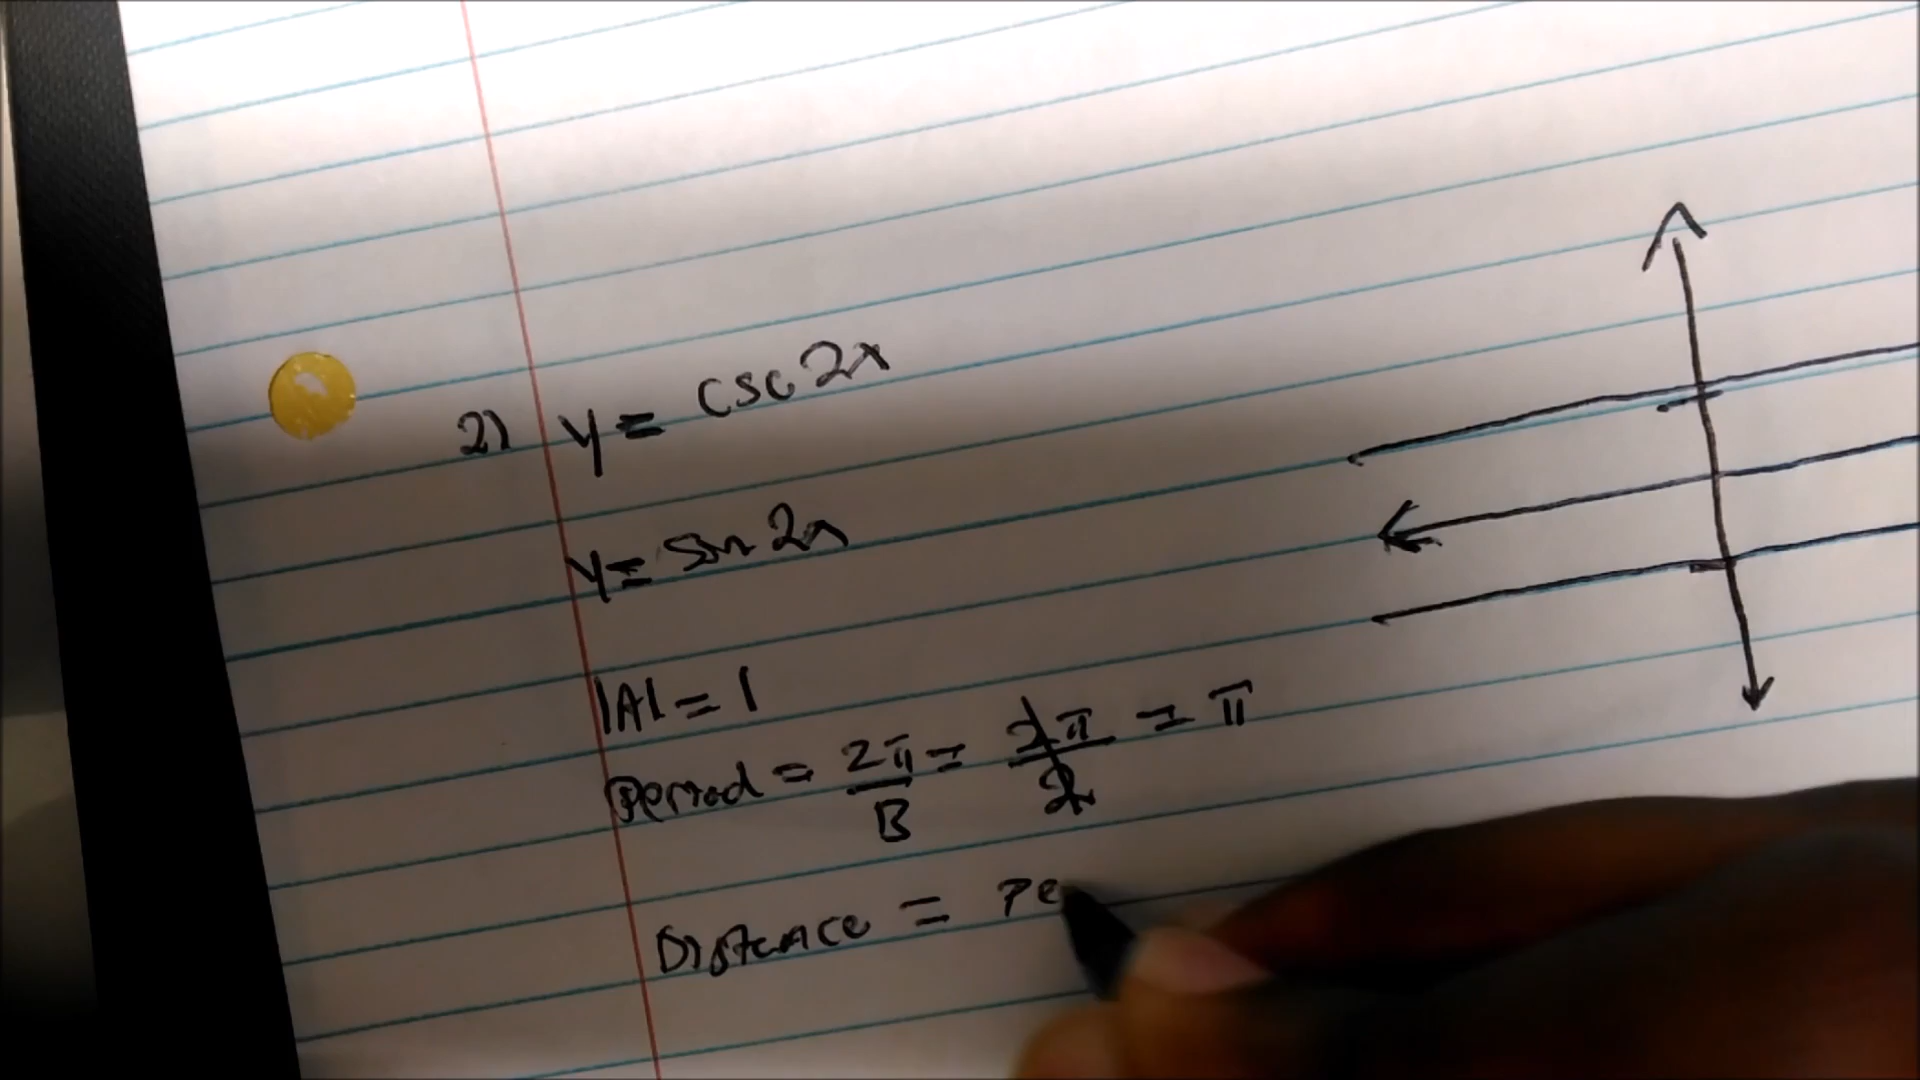 2) y = csc 2x
y = sin 2x
|A| = 1
Period = 2π/B = 2π/2 = π
Distance = Pe